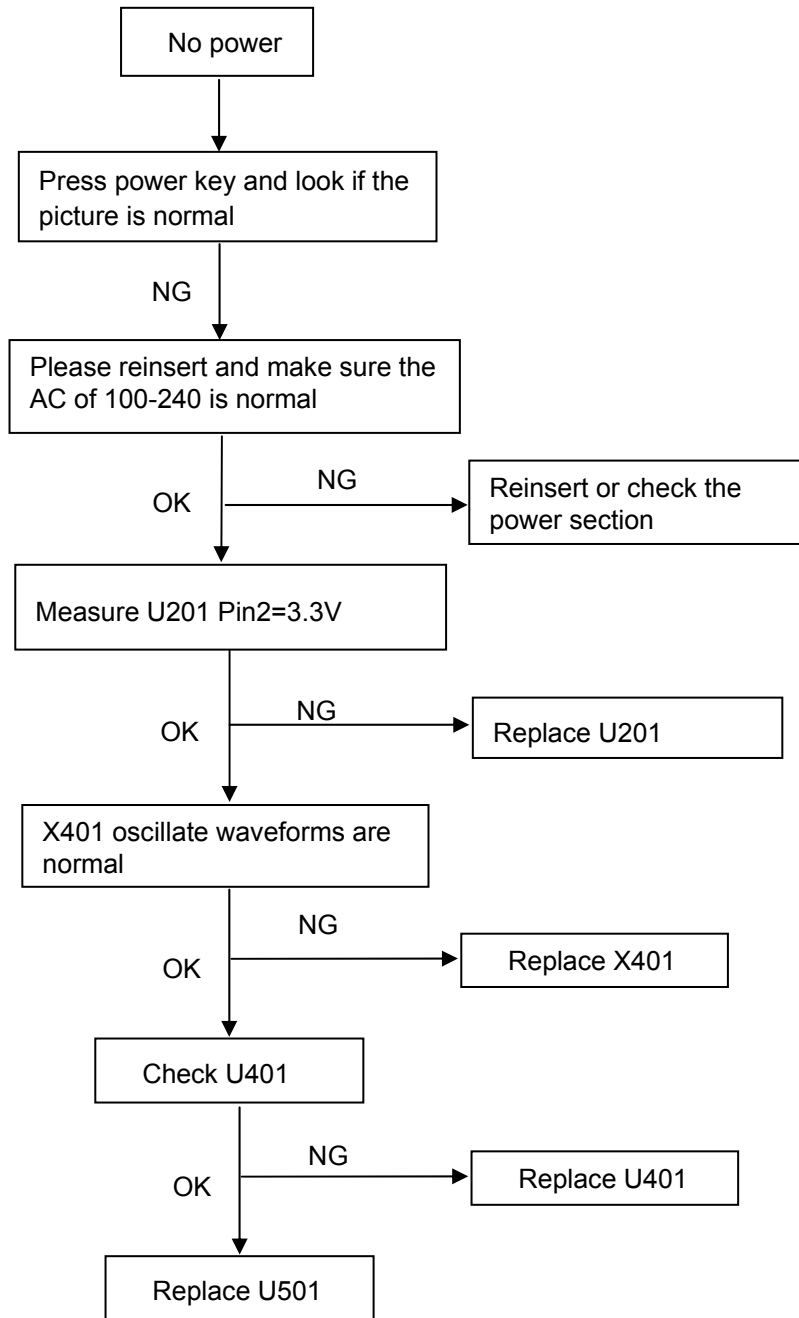 No power
Press power key and look if the
picture is normal
NG
Please reinsert and make sure the
AC of 100-240 is normal
NG
OK
Reinsert or check the
power section
Measure U201 Pin2=3.3V
NG
OK
Replace U201
X401 oscillate waveforms are
normal
NG
OK
Replace X401
Check U401
NG
OK
Replace U401
Replace U501